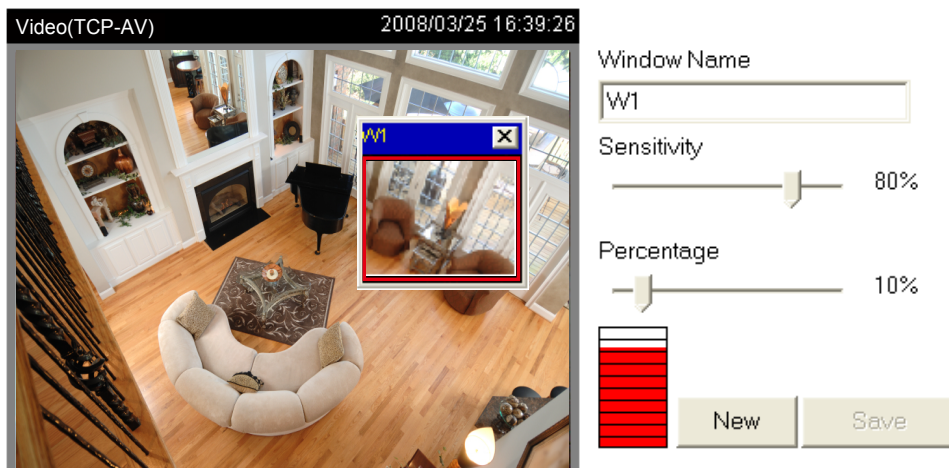 Video(TCP-AV) 2008/03/25 16:39:26
Window Name
W1
W1
Sensitivity
80%
Percentage
10%
New Save